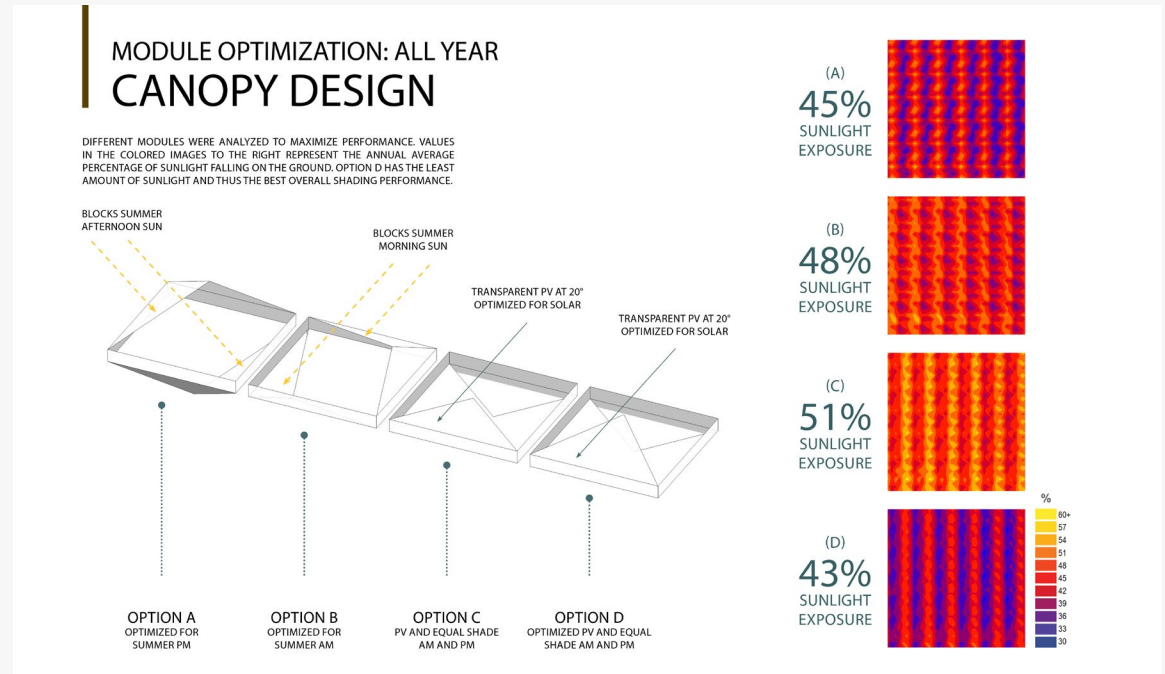 MODULE OPTIMIZATION: ALL YEAR
CANOPY DESIGN
DIFFERENT MODULES WERE ANALYZED TO MAXIMIZE PERFORMANCE. VALUES
IN THE COLORED IMAGES TO THE RIGHT REPRESENT THE ANNUAL AVERAGE
PERCENTAGE OF SUNLIGHT FALLING ON THE GROUND. OPTION D HAS THE LEAST
AMOUNT OF SUNLIGHT AND THUS THE BEST OVERALL SHADING PERFORMANCE.
BLOCKS SUMMER
AFTERNOON SUN
BLOCKS SUMMER
MORNING SUN
TRANSPARENT PV AT 20°
OPTIMIZED FOR SOLAR
TRANSPARENT PV AT 20°
OPTIMIZED FOR SOLAR
OPTION A
OPTIMIZED FOR
SUMMER PM
OPTION B
OPTIMIZED FOR
SUMMER AM
OPTION C
PV AND EQUAL SHADE
AM AND PM
OPTION D
OPTIMIZED PV AND EQUAL
SHADE AM AND PM
(A)
45%
SUNLIGHT
EXPOSURE
(B)
48%
SUNLIGHT
EXPOSURE
(C)
51%
SUNLIGHT
EXPOSURE
(D)
43%
SUNLIGHT
EXPOSURE
%
60+
57
54
51
48
45
42
39
36
33
30